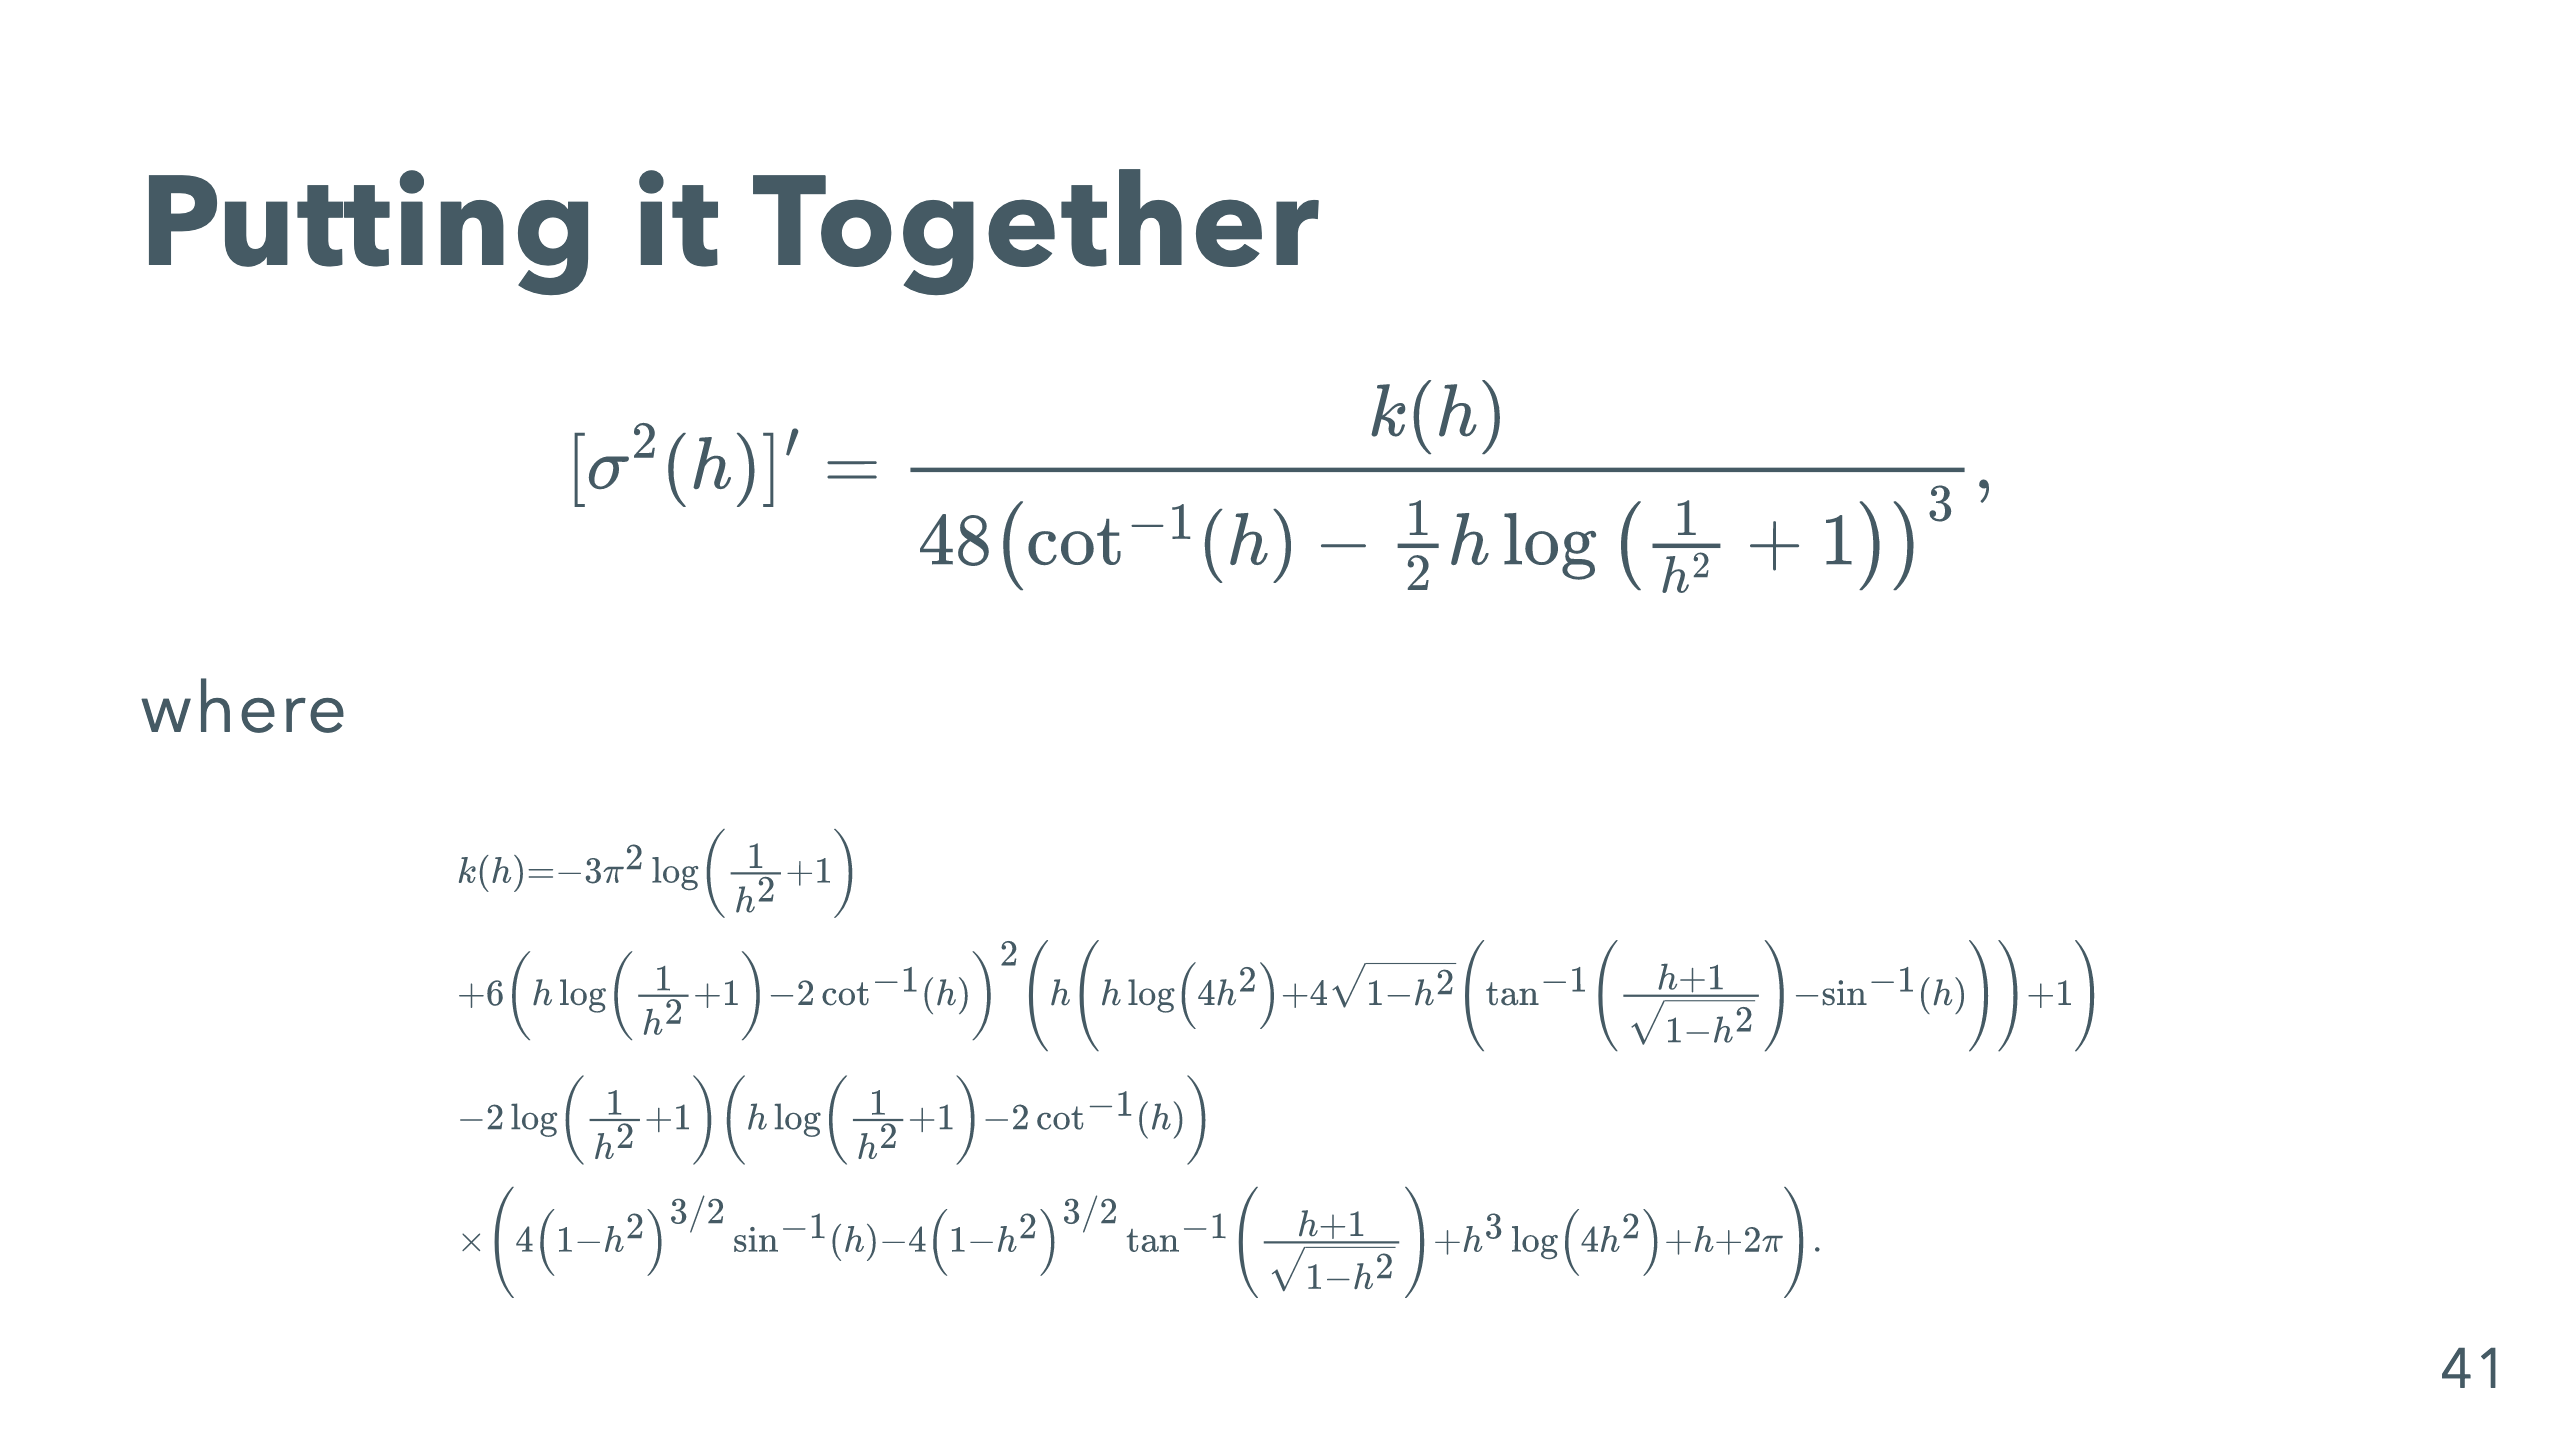 Putting it Together
[σ²(h)]′ = k(h) / 48(cot⁻¹(h) − ½ h log(1/h² + 1))³,
where
k(h)=−3π² log(1/h²+1)
+6(h log(1/h²+1)−2 cot⁻¹(h))²(h(h log(4h²)+4√(1−h²)(tan⁻¹((h+1)/√(1−h²))−sin⁻¹(h)))+1)
−2 log(1/h²+1)(h log(1/h²+1)−2 cot⁻¹(h))
×(4(1−h²)^{3/2} sin⁻¹(h)−4(1−h²)^{3/2} tan⁻¹((h+1)/√(1−h²))+h³ log(4h²)+h+2π).
41